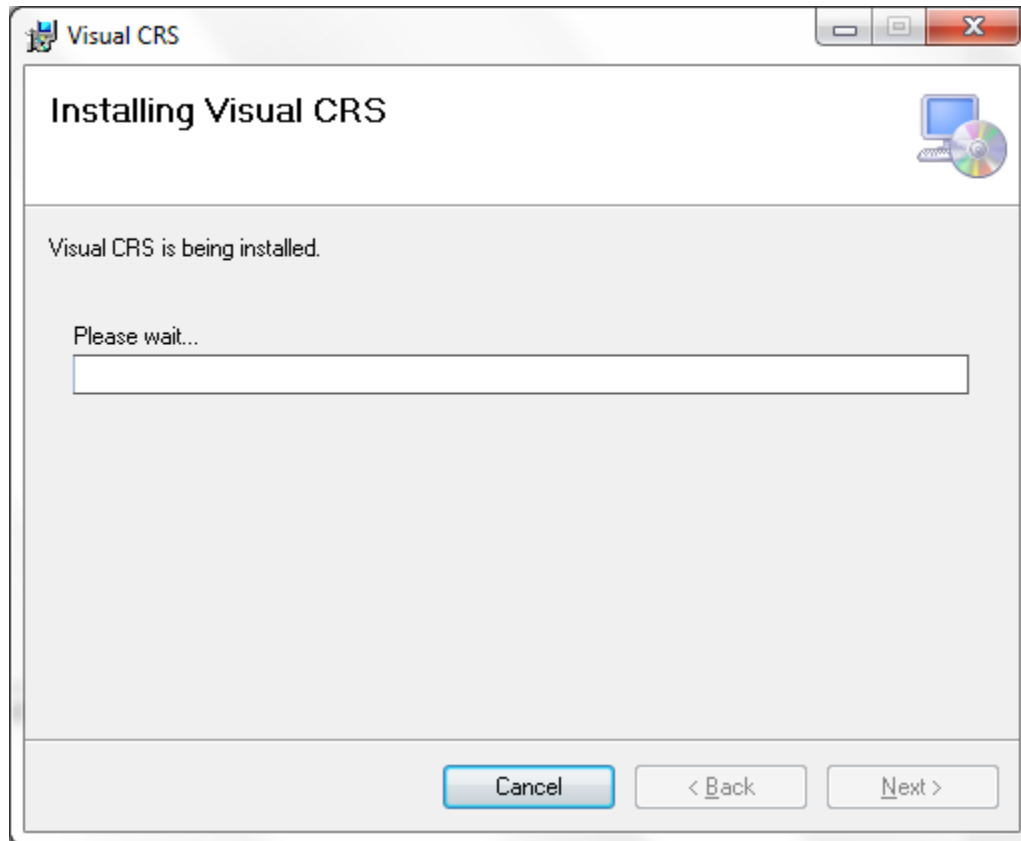 Visual CRS
Installing Visual CRS
Visual CRS is being installed.
Please wait...
Cancel
< Back
Next >